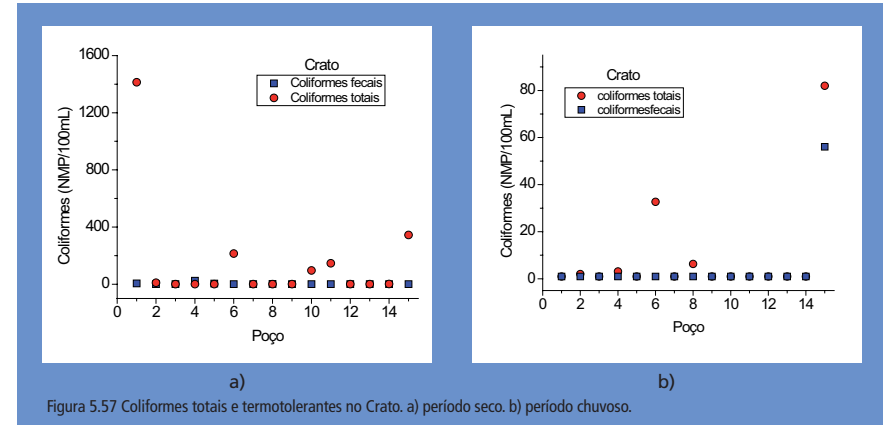 Crato
Coliformes fecais
Coliformes totais
Coliformes (NMP/100mL)
1600
1200
800
400
0
0 2 4 6 8 10 12 14
Poço
a)
Crato
coliformes totais
coliformesfecais
Coliformes (NMP/100mL)
80
60
40
20
0
0 2 4 6 8 10 12 14
Poço
b)
Figura 5.57 Coliformes totais e termotolerantes no Crato. a) período seco. b) período chuvoso.